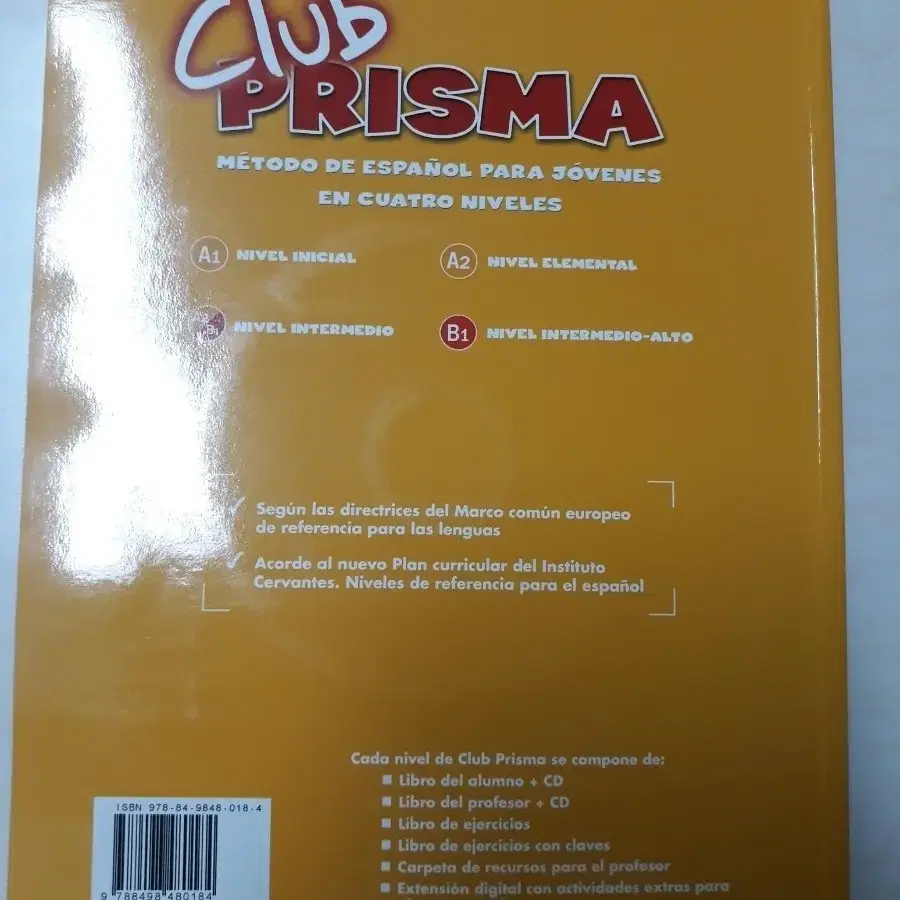 Club
PRISMA
MÉTODO DE ESPAÑOL PARA JÓVENES
EN CUATRO NIVELES
A1 NIVEL INICIAL
A2 NIVEL ELEMENTAL
B1 NIVEL INTERMEDIO
B1 NIVEL INTERMEDIO-ALTO
Según las directrices del Marco común europeo
de referencia para las lenguas
Acorde al nuevo Plan curricular del Instituto
Cervantes. Niveles de referencia para el español
Cada nivel de Club Prisma se compone de:
Libro del alumno + CD
Libro del profesor + CD
Libro de ejercicios
Libro de ejercicios con claves
Carpeta de recursos para el profesor
Extensión digital con actividades extras para
ISBN 978-84-9848-018-4
9 788498 480184